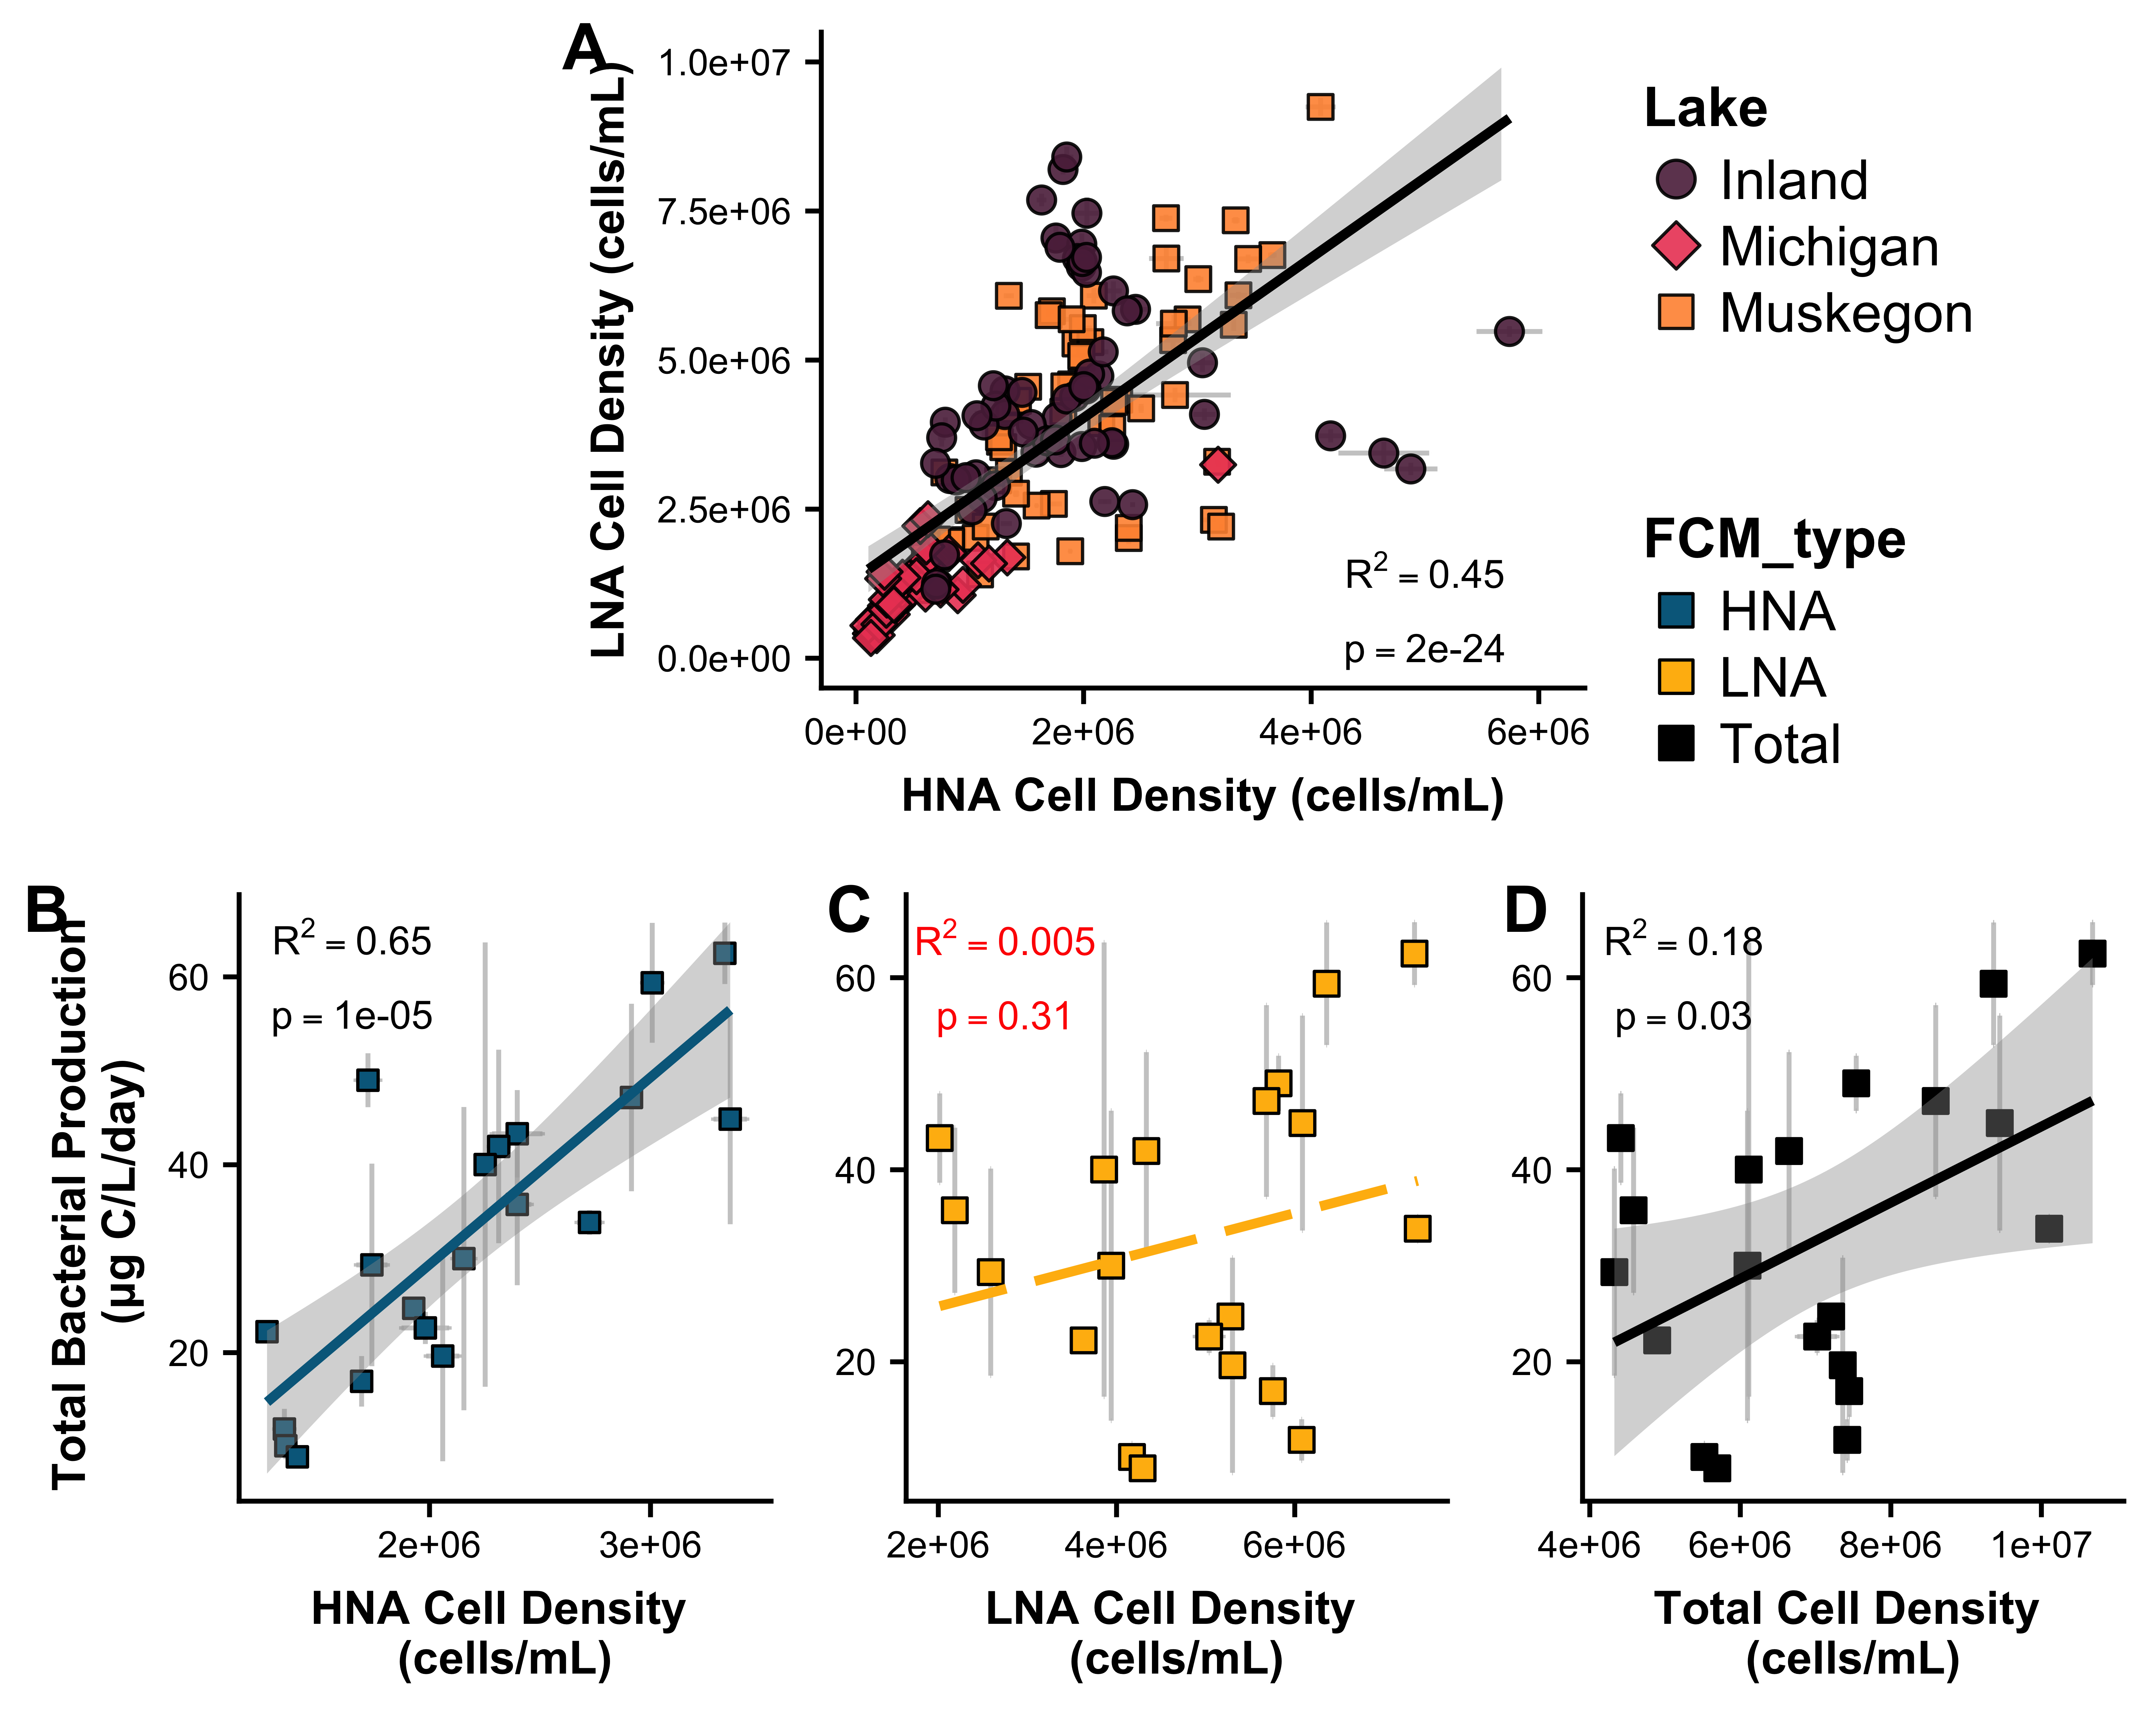 A
LNA Cell Density (cells/mL)
1.0e+07
7.5e+06
5.0e+06
2.5e+06
0.0e+00
R² = 0.45
p = 2e-24
0e+00 2e+06 4e+06 6e+06
HNA Cell Density (cells/mL)
Lake
Inland
Michigan
Muskegon
FCM_type
HNA
LNA
Total
B
Total Bacterial Production
(µg C/L/day)
R² = 0.65
p = 1e-05
60
40
20
2e+06 3e+06
HNA Cell Density
(cells/mL)
C
R² = 0.005
p = 0.31
60
40
20
2e+06 4e+06 6e+06
LNA Cell Density
(cells/mL)
D
R² = 0.18
p = 0.03
60
40
20
4e+06 6e+06 8e+06 1e+07
Total Cell Density
(cells/mL)